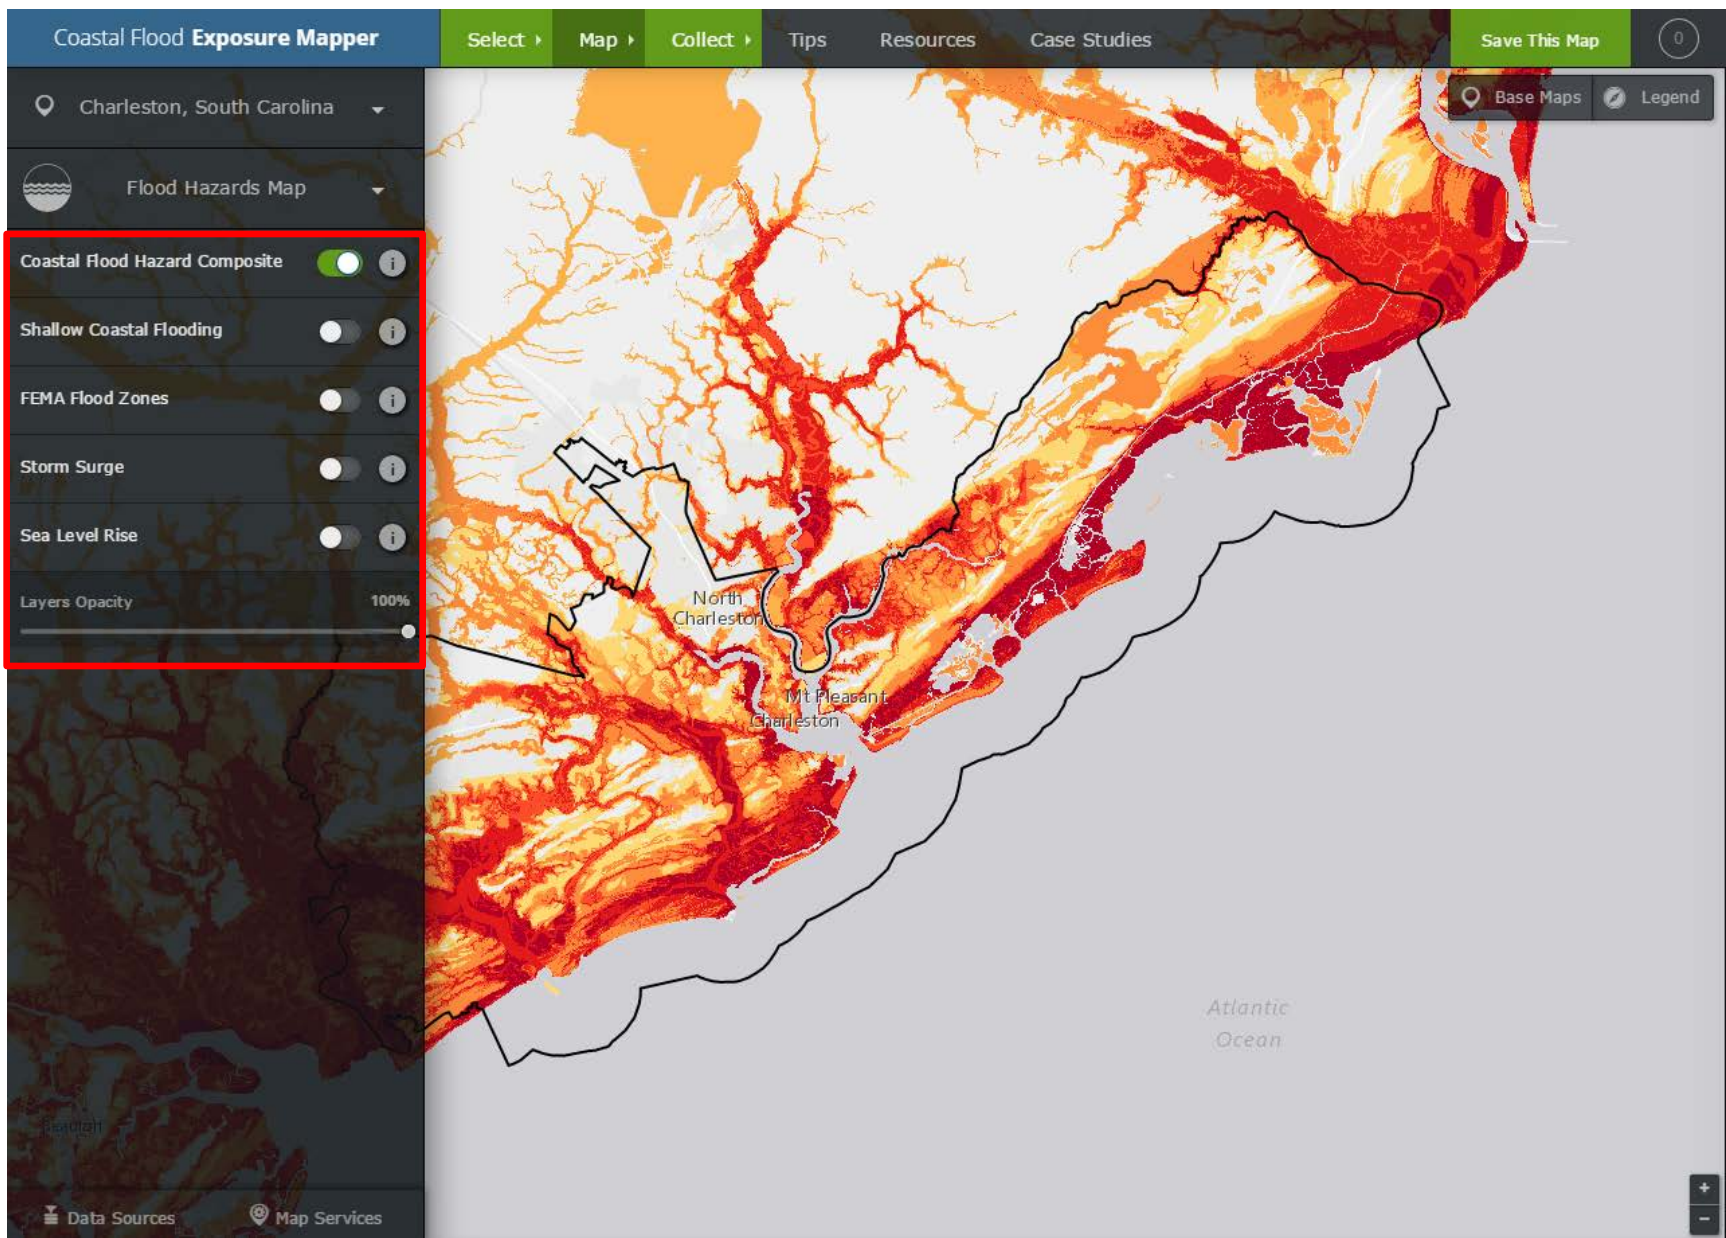 Coastal Flood Exposure Mapper
Select
Map
Collect
Tips
Resources
Case Studies
Save This Map
0
Charleston, South Carolina
Base Maps
Legend
Flood Hazards Map
Coastal Flood Hazard Composite
i
Shallow Coastal Flooding
i
FEMA Flood Zones
i
Storm Surge
i
Sea Level Rise
i
Layers Opacity
100%
North
Charleston
Mt Pleasant
Charleston
Atlantic
Ocean
Beaufort
Data Sources
Map Services
+
−